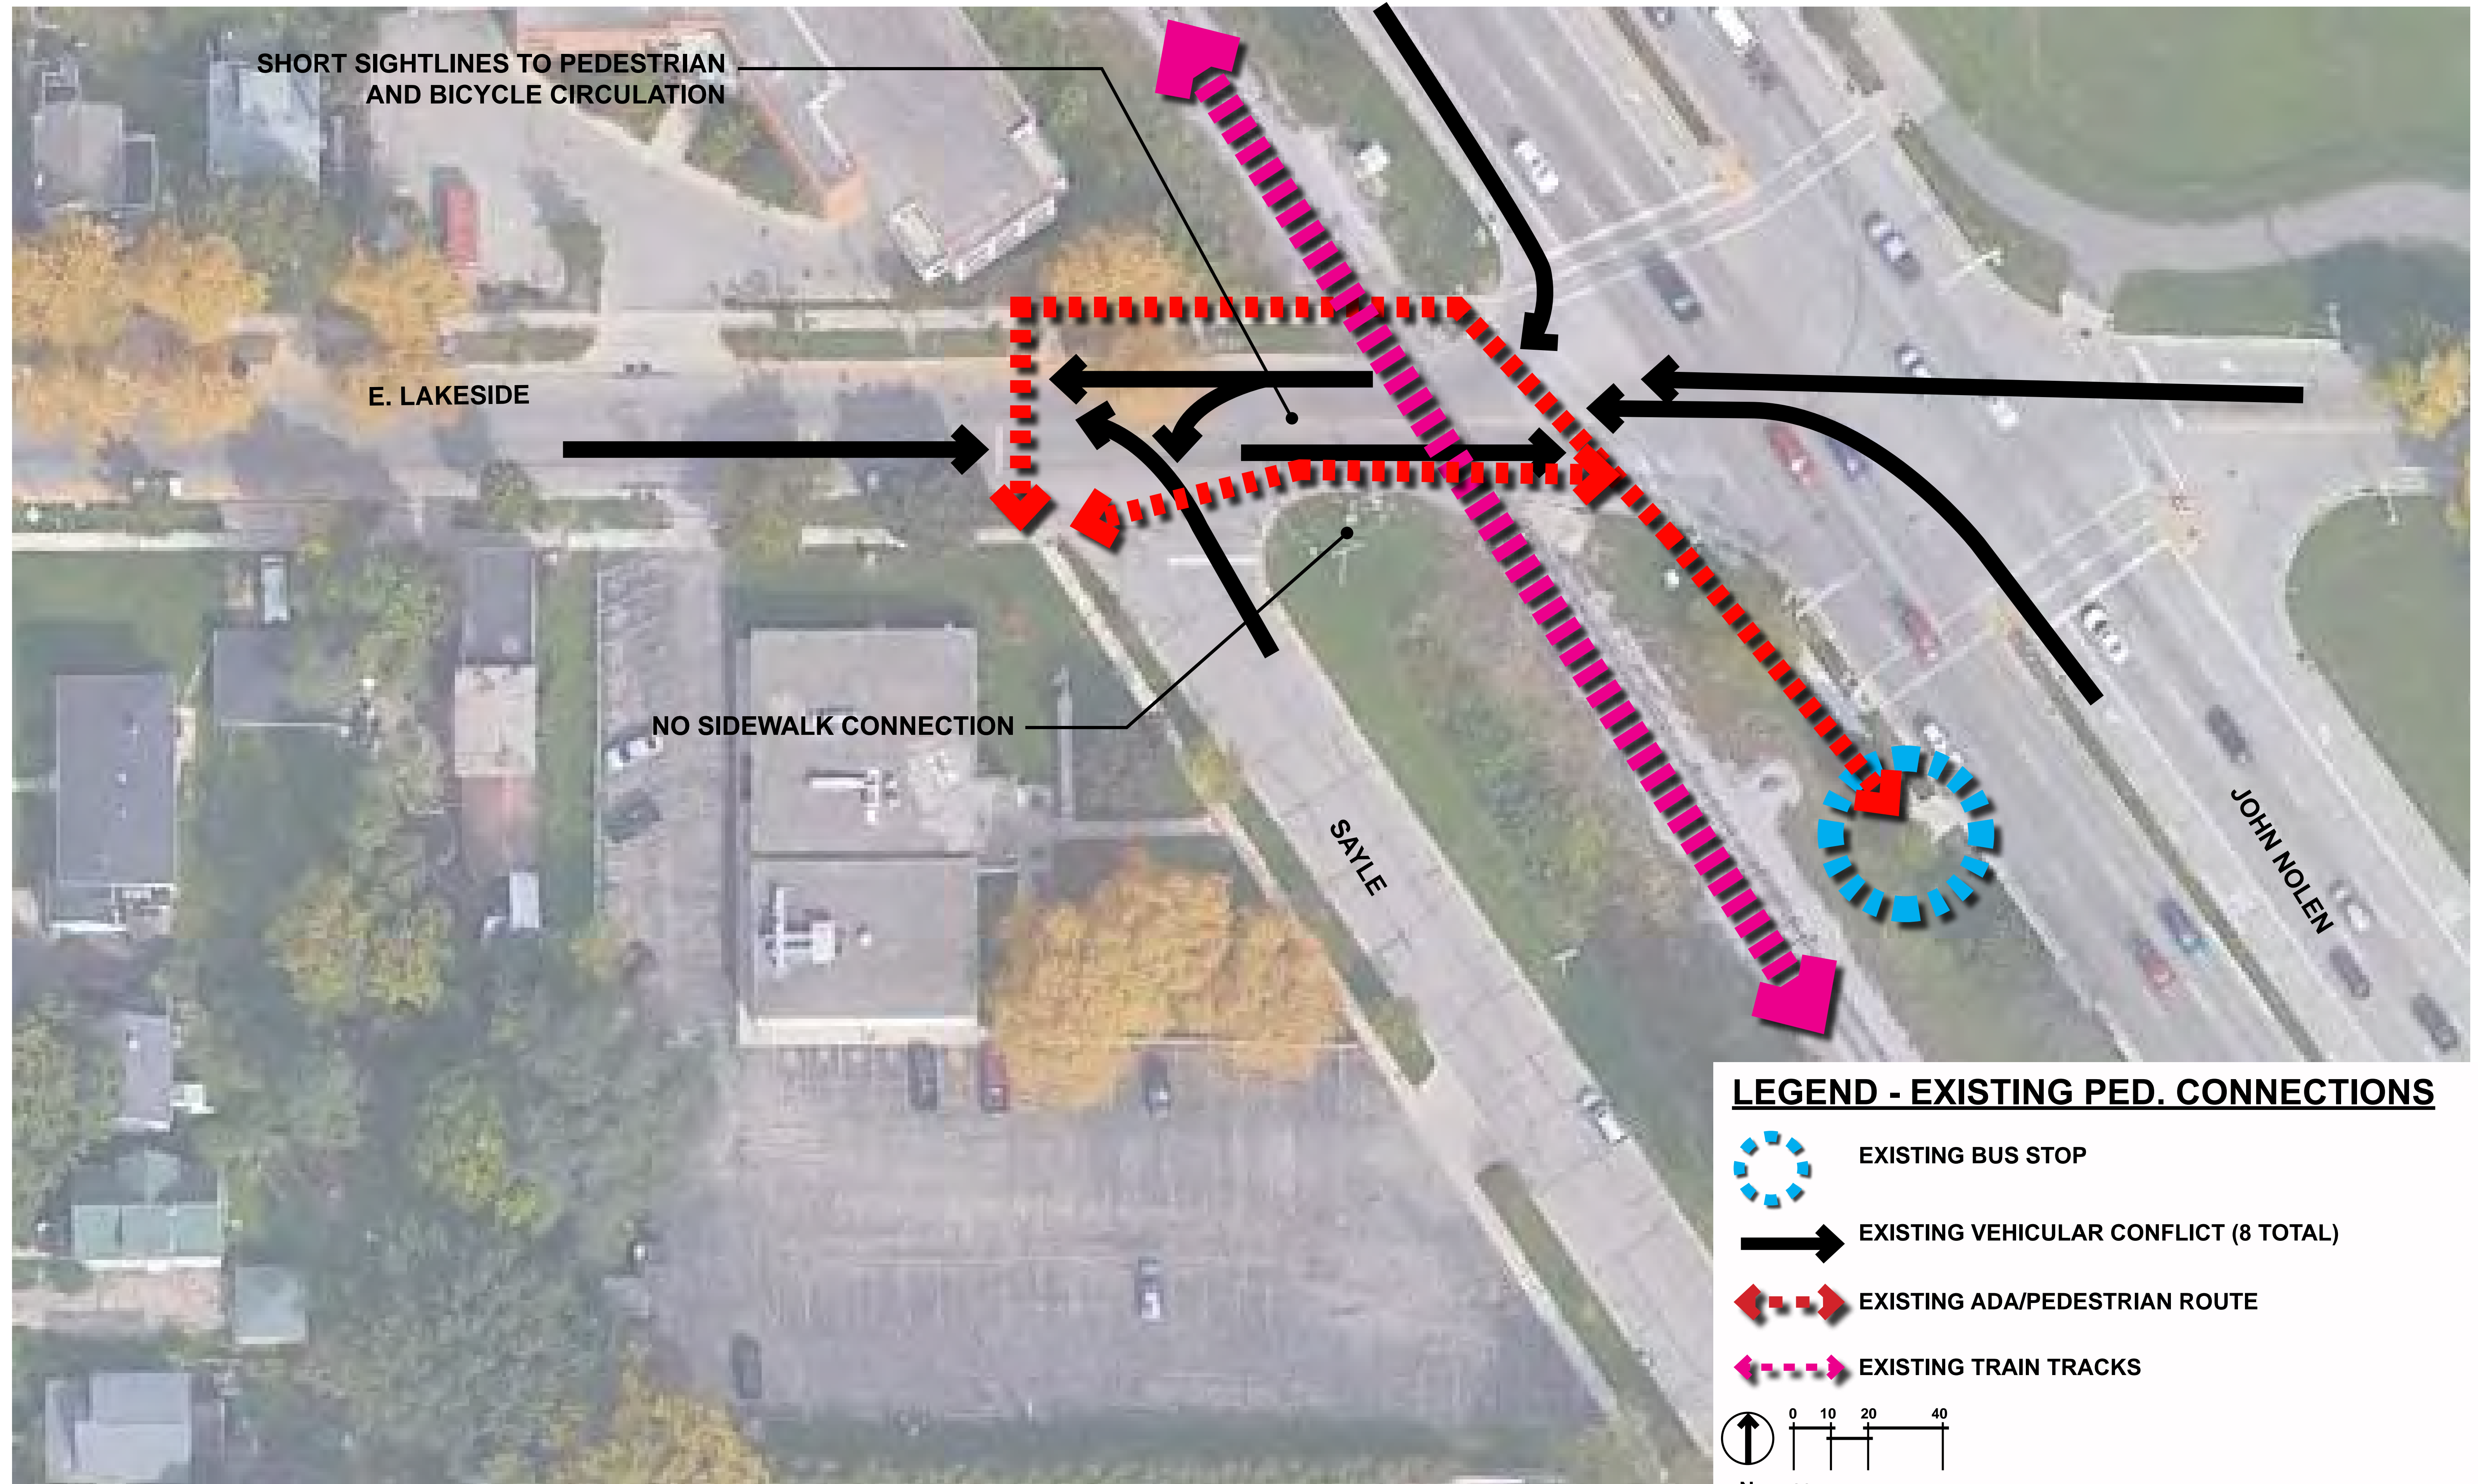 SHORT SIGHTLINES TO PEDESTRIAN
AND BICYCLE CIRCULATION
E. LAKESIDE
NO SIDEWALK CONNECTION
SAYLE
JOHN NOLEN
LEGEND - EXISTING PED. CONNECTIONS
EXISTING BUS STOP
EXISTING VEHICULAR CONFLICT (8 TOTAL)
EXISTING ADA/PEDESTRIAN ROUTE
EXISTING TRAIN TRACKS
0 10 20 40